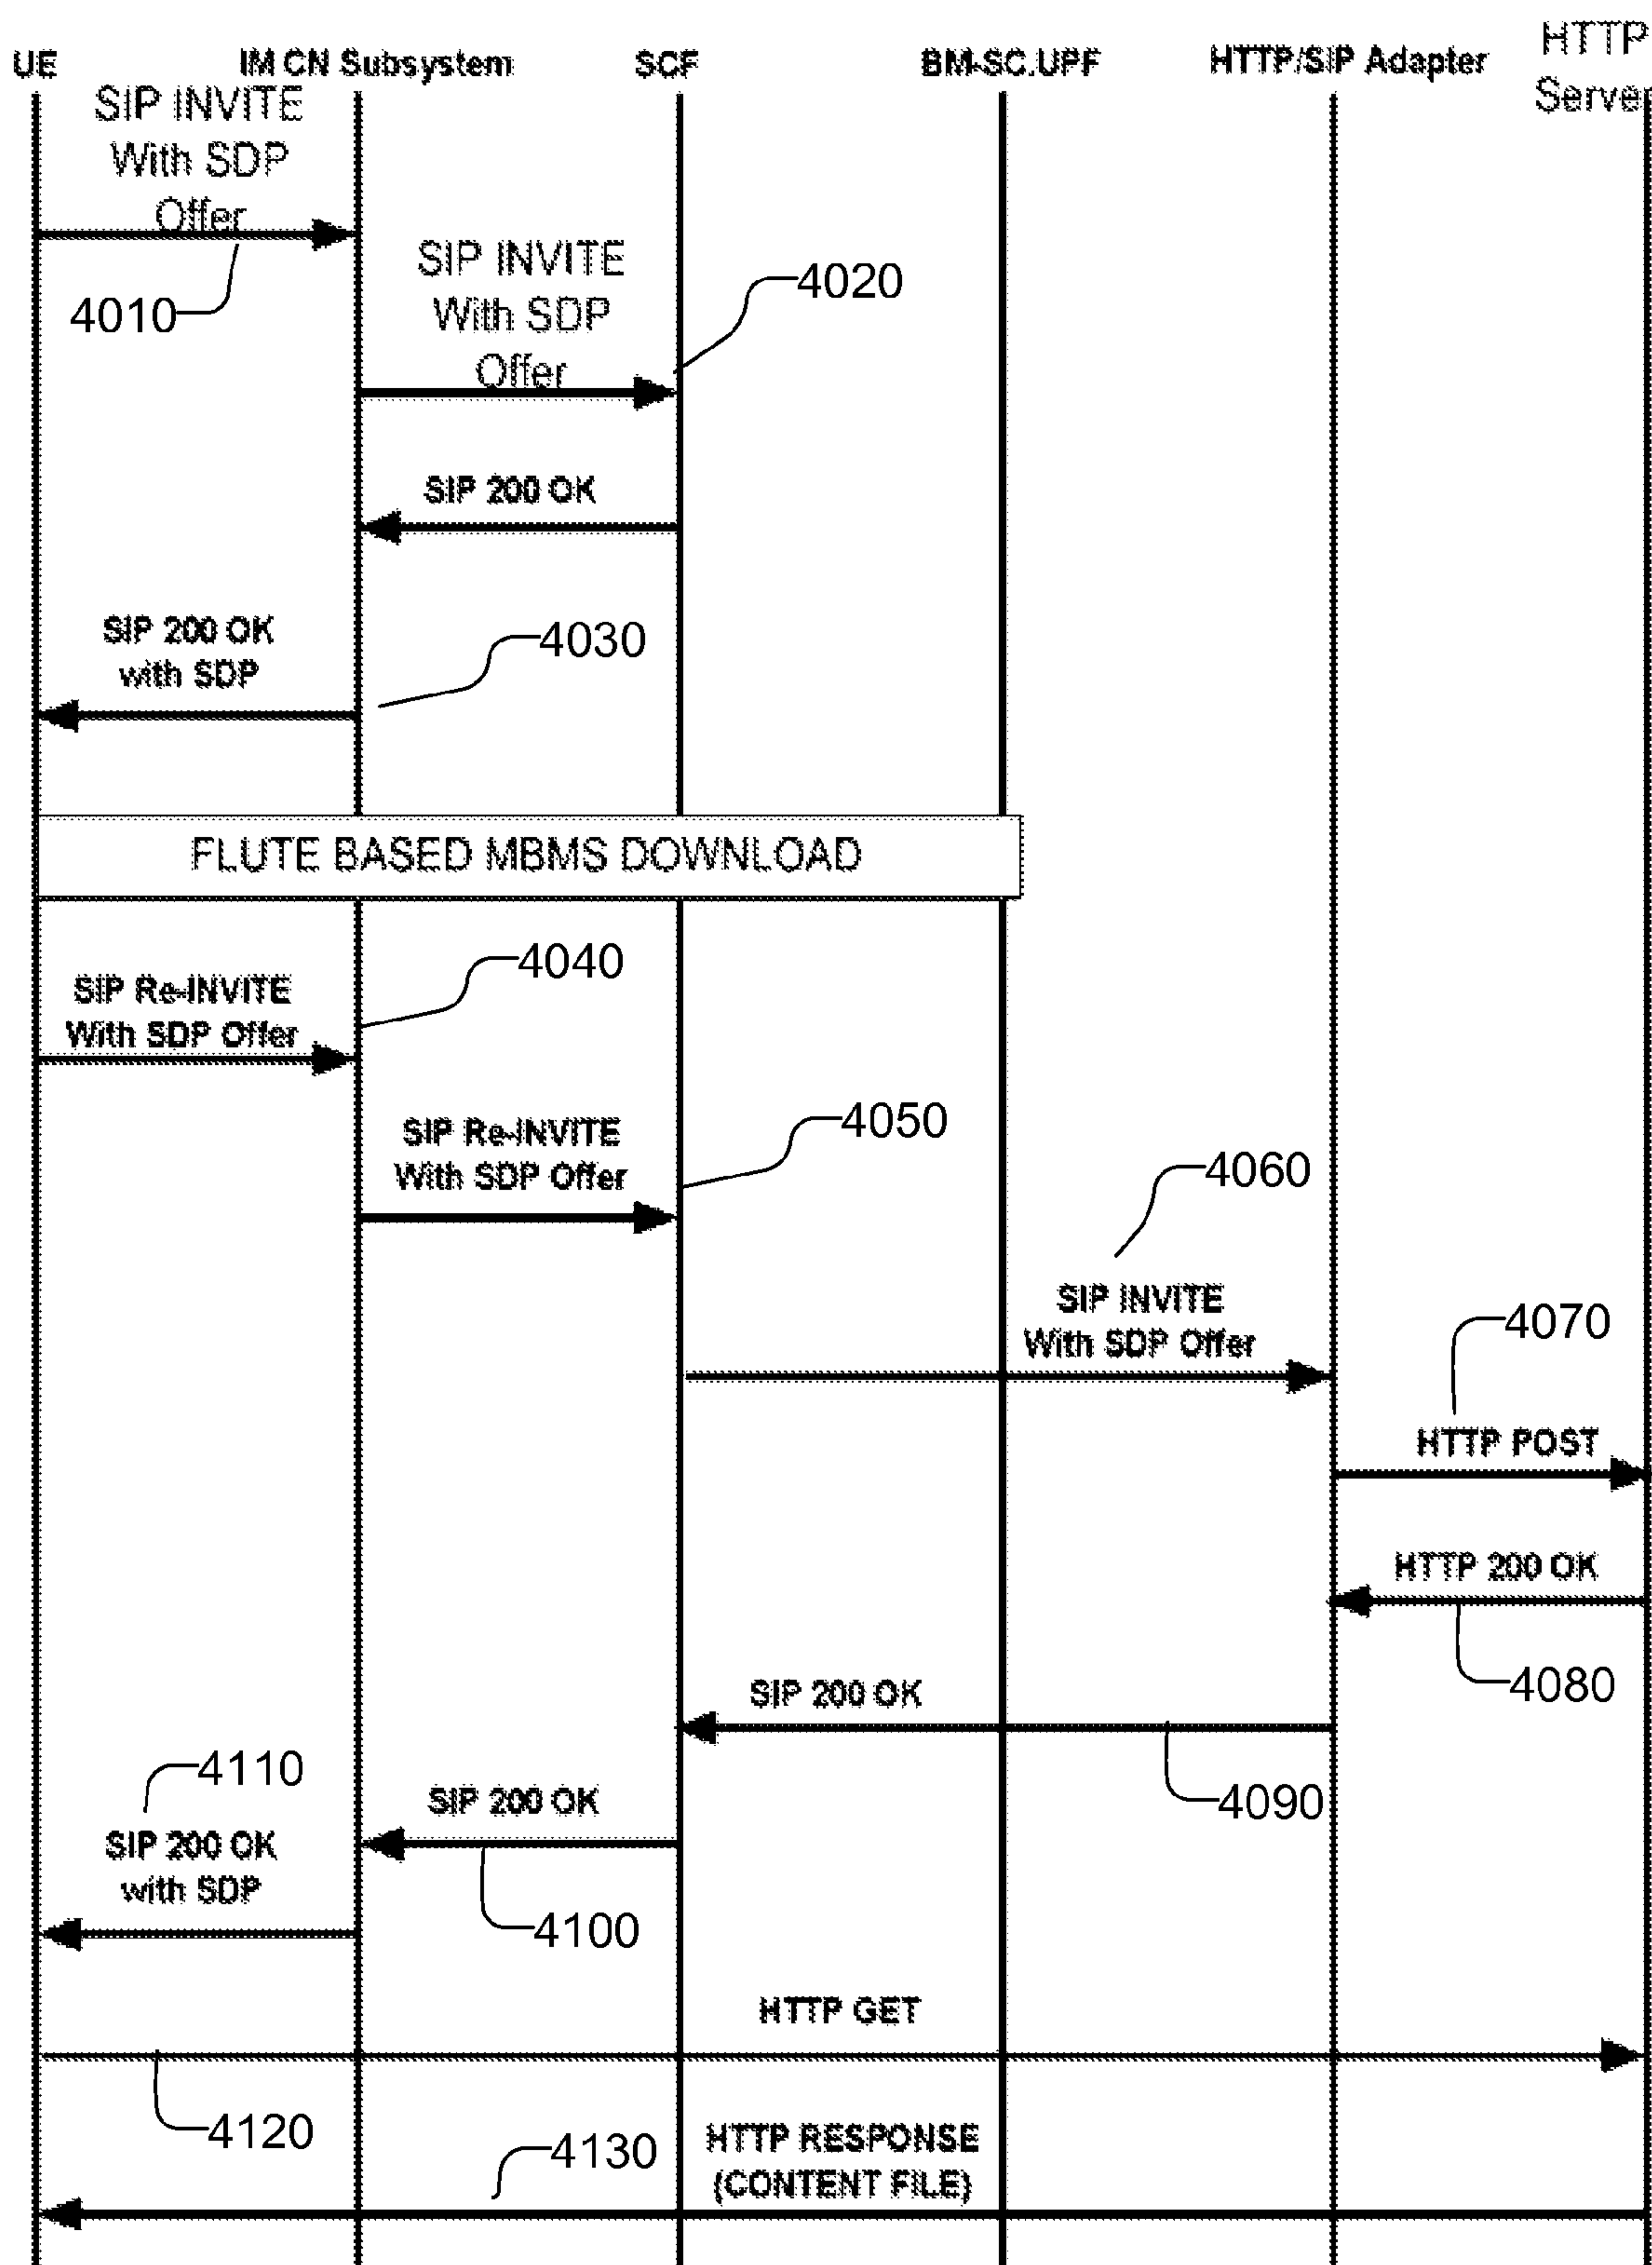 UE
IM CN Subsystem
SCF
BM-SC.UPF
HTTP/SIP Adapter
HTTP
Server
SIP INVITE
With SDP
Offer
4010
SIP INVITE
With SDP
Offer
4020
SIP 200 OK
SIP 200 OK
with SDP
4030
FLUTE BASED MBMS DOWNLOAD
SIP Re-INVITE
With SDP Offer
4040
SIP Re-INVITE
With SDP Offer
4050
4060
SIP INVITE
With SDP Offer
4070
HTTP POST
HTTP 200 OK
4080
SIP 200 OK
4090
SIP 200 OK
4100
4110
SIP 200 OK
with SDP
HTTP GET
4120
4130
HTTP RESPONSE
(CONTENT FILE)